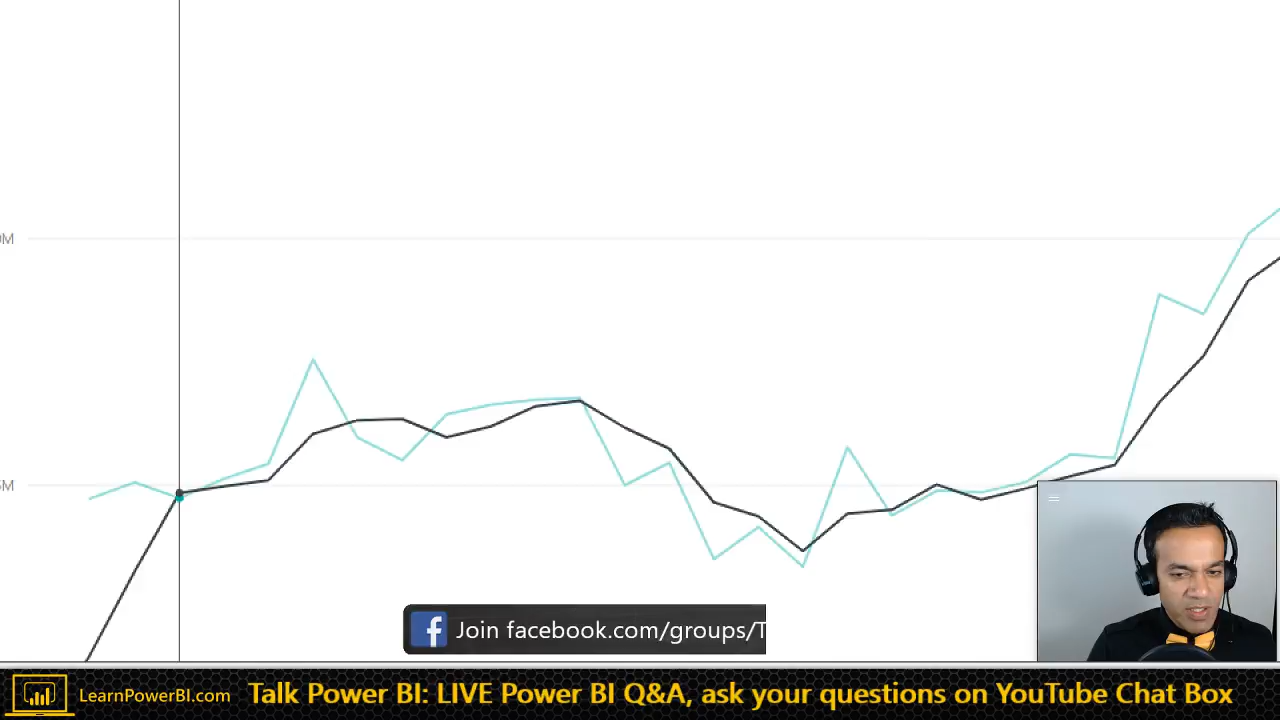 Join facebook.com/groups/T
LearnPowerBI.com
Talk Power BI: LIVE Power BI Q&A, ask your questions on YouTube Chat Box